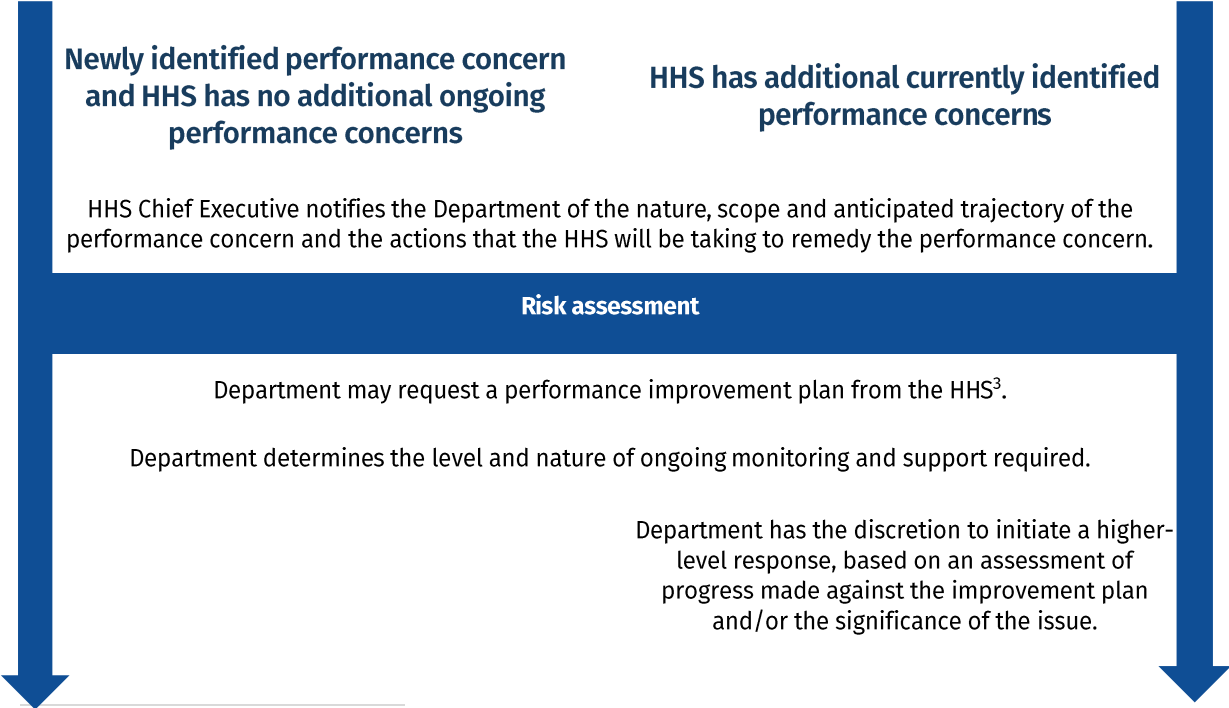 Newly identified performance concern
and HHS has no additional ongoing
performance concerns
HHS has additional currently identified
performance concerns
HHS Chief Executive notifies the Department of the nature, scope and anticipated trajectory of the
performance concern and the actions that the HHS will be taking to remedy the performance concern.
Risk assessment
Department may request a performance improvement plan from the HHS³.
Department determines the level and nature of ongoing monitoring and support required.
Department has the discretion to initiate a higher-
level response, based on an assessment of
progress made against the improvement plan
and/or the significance of the issue.